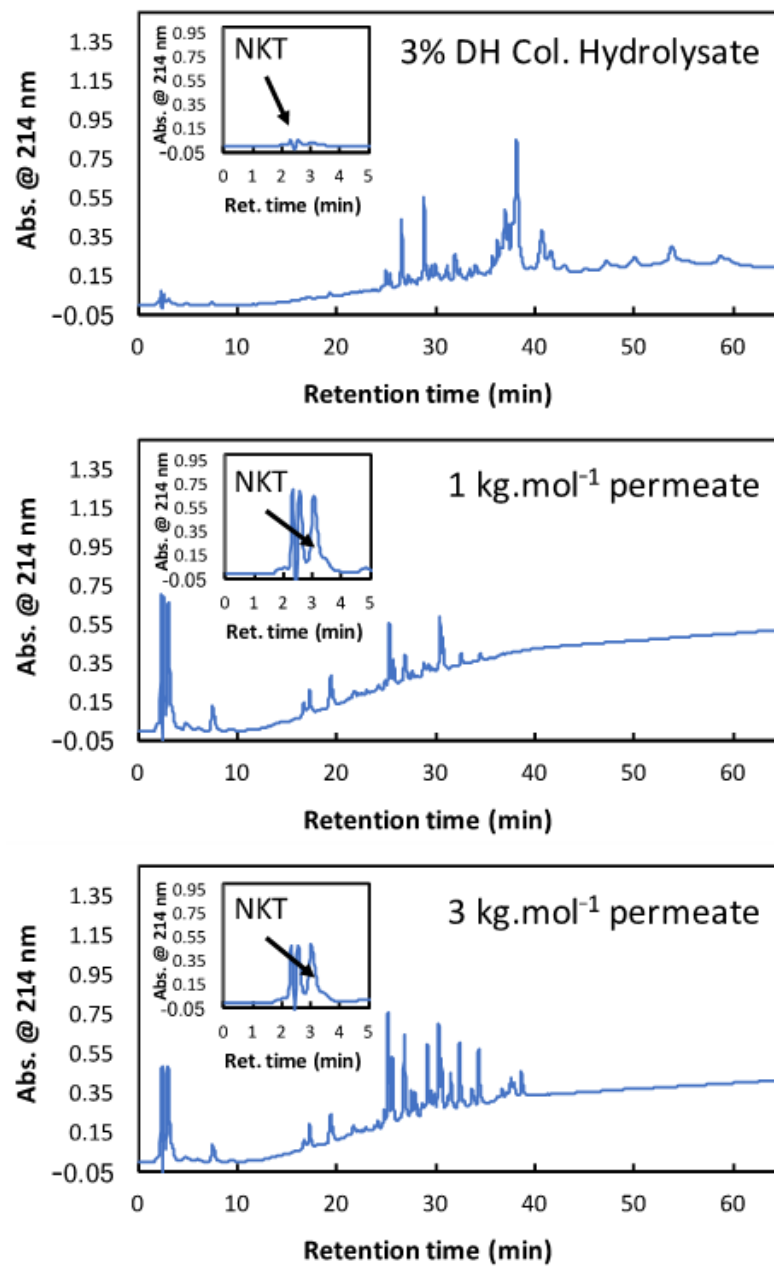 3% DH Col. Hydrolysate
NKT
Abs. @ 214 nm
0.95
0.75
0.55
0.35
0.15
−0.05
0 1 2 3 4 5
Ret. time (min)
Abs. @ 214 nm
1.35
1.15
0.95
0.75
0.55
0.35
0.15
−0.05
0 10 20 30 40 50 60
Retention time (min)
1 kg.mol⁻¹ permeate
NKT
Abs. @ 214 nm
0.95
0.75
0.55
0.35
0.15
-0.05
0 1 2 3 4 5
Ret. time (min)
Abs. @ 214 nm
1.35
1.15
0.95
0.75
0.55
0.35
0.15
−0.05
0 10 20 30 40 50 60
Retention time (min)
3 kg.mol⁻¹ permeate
NKT
Abs. @ 214 nm
0.95
0.75
0.55
0.35
0.15
-0.05
0 1 2 3 4 5
Ret. time (min)
Abs. @ 214 nm
1.35
1.15
0.95
0.75
0.55
0.35
0.15
−0.05
0 10 20 30 40 50 60
Retention time (min)